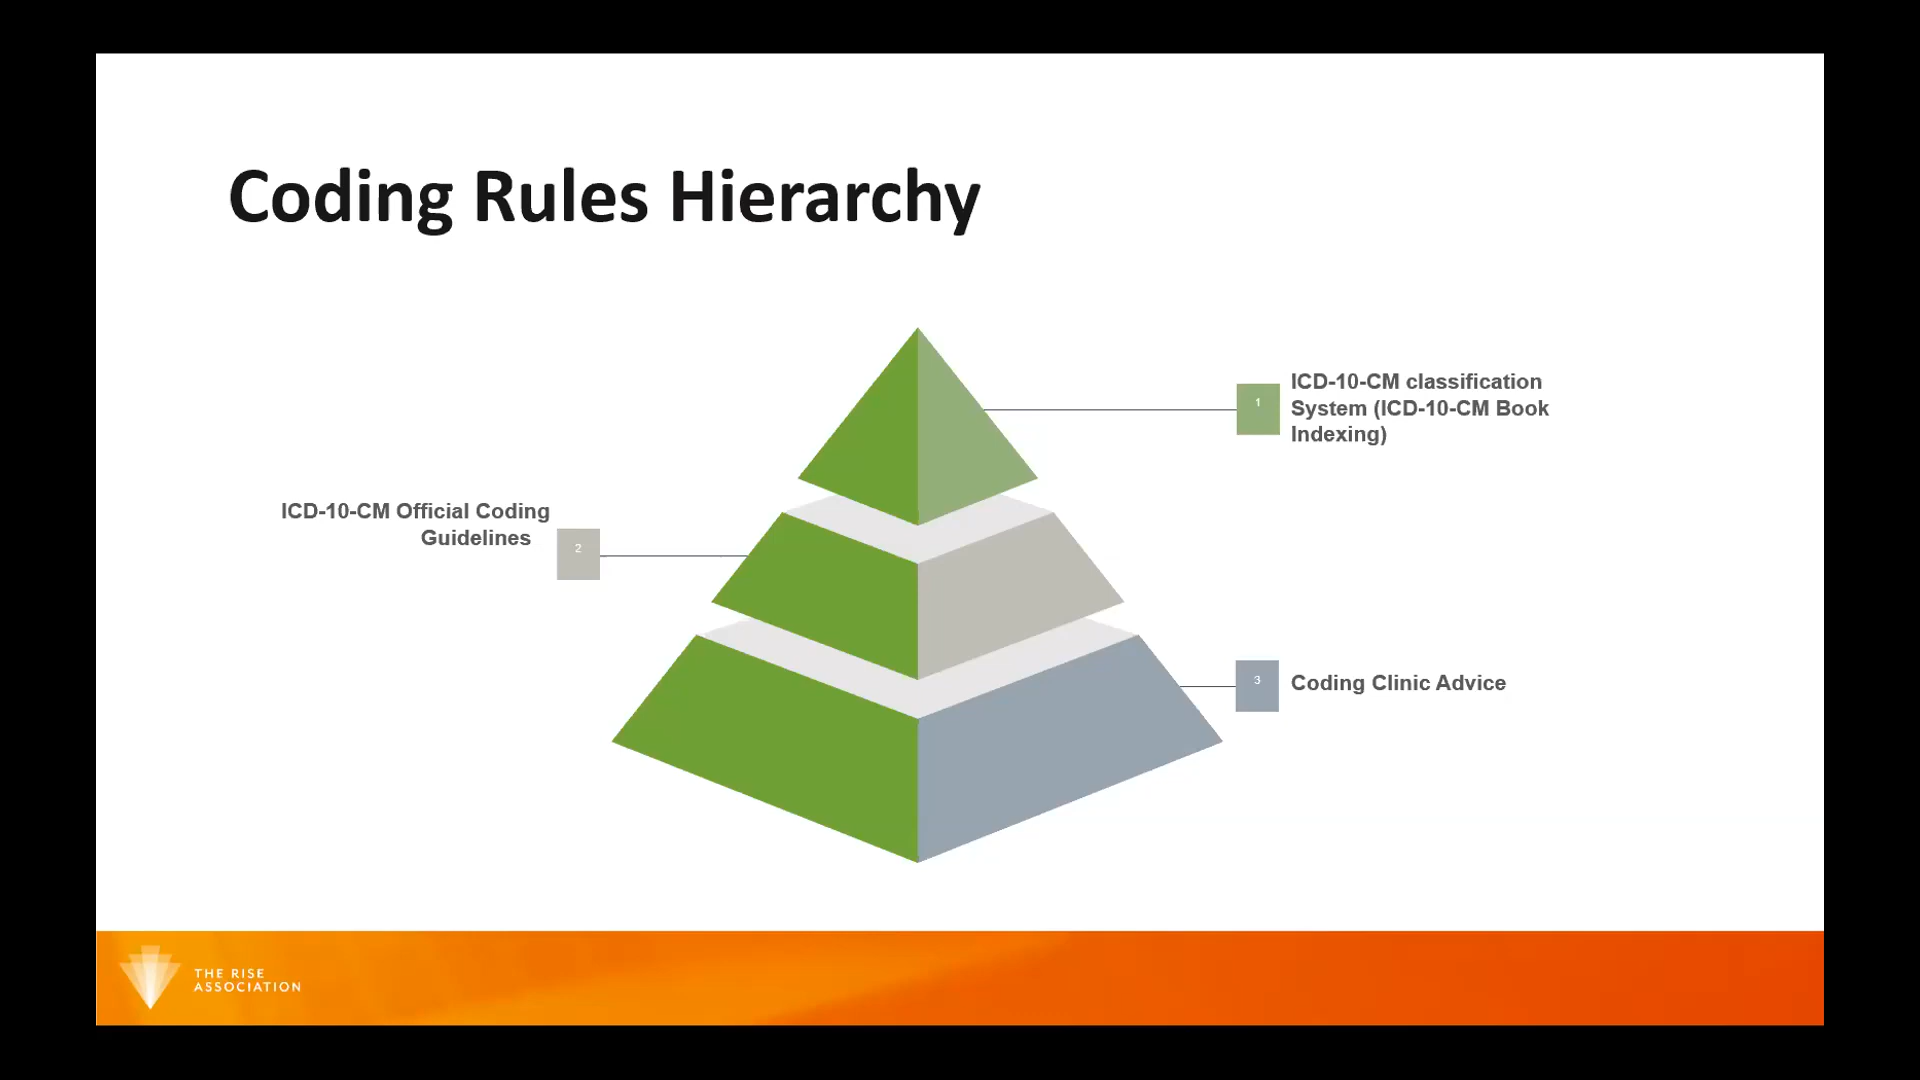 Coding Rules Hierarchy
1
ICD-10-CM classification
System (ICD-10-CM Book
Indexing)
ICD-10-CM Official Coding
Guidelines
2
3
Coding Clinic Advice
THE RISE
ASSOCIATION